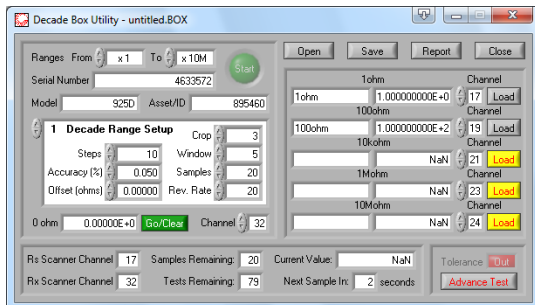 Decade Box Utility - untitled.BOX
Ranges From x 1 To x 10M Start
Serial Number 4633572
Model 925D Asset/ID 895460
1 Decade Range Setup Crop 3
Steps 10 Window 5
Accuracy (%) 0.050 Samples 20
Offset (ohms) 0.00000 Rev. Rate 20
0 ohm 0.00000E+0 Go/Clear Channel 32
Open Save Report Close
1ohm Channel
1ohm 1.000000000E+0 17 Load
100ohm Channel
100ohm 1.000000000E+2 19 Load
10kohm Channel
NaN 21 Load
1Mohm Channel
NaN 23 Load
10Mohm Channel
NaN 24 Load
Rs Scanner Channel 17 Samples Remaining: 20 Current Value: NaN
Rx Scanner Channel 32 Tests Remaining: 79 Next Sample In: 2 seconds
Tolerance Out
Advance Test